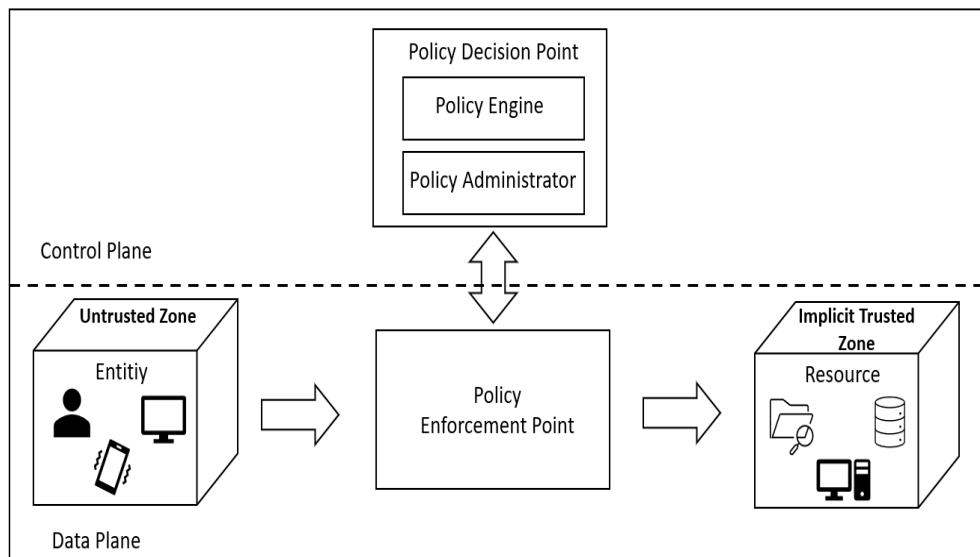 Policy Decision Point
Policy Engine
Policy Administrator
Control Plane
Untrusted Zone
Entitiy
Policy
Enforcement Point
Implicit Trusted
Zone
Resource
Data Plane